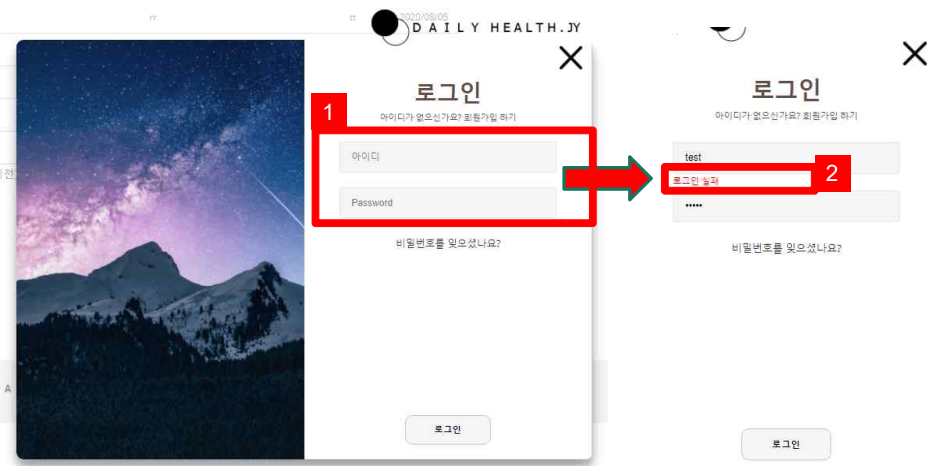 rr
tt
2020/08/05
DAILY HEALTH.JY
로그인
아이디가 없으신가요? 회원가입 하기
1
아이디
Password
비밀번호를 잊으셨나요?
로그인
A
로그인
아이디가 없으신가요? 회원가입 하기
test
로그인 실패
2
•••••
비밀번호를 잊으셨나요?
로그인